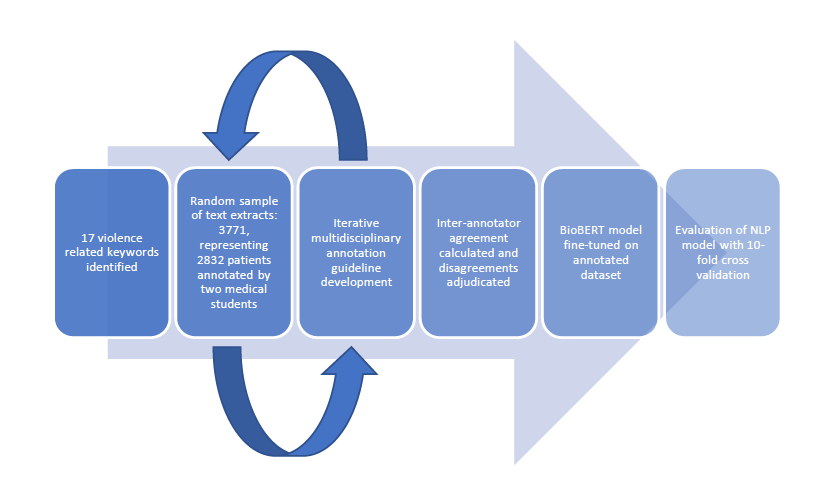 17 violence
related keywords
identified
Random sample
of text extracts:
3771,
representing
2832 patients
annotated by
two medical
students
Iterative
multidisciplinary
annotation
guideline
development
Inter-annotator
agreement
calculated and
disagreements
adjudicated
BioBERT model
fine-tuned on
annotated
dataset
Evaluation of NLP
model with 10-
fold cross
validation